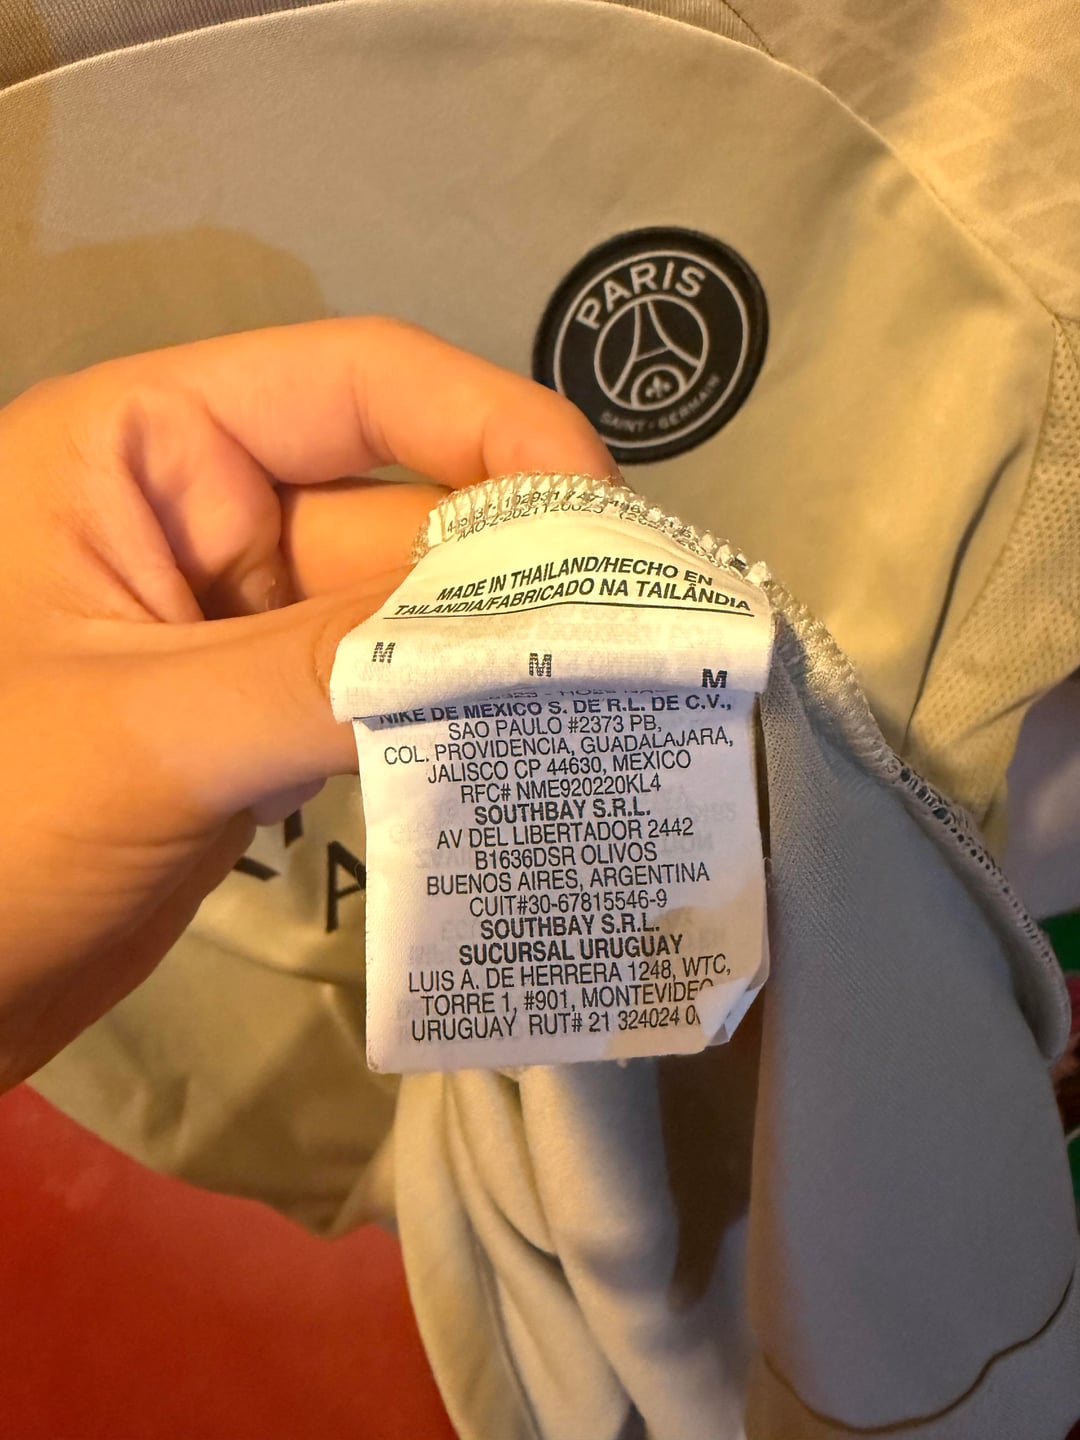 PARIS
SAINT-GERMAIN
MADE IN THAILAND/HECHO EN
TAILANDIA/FABRICADO NA TAILÂNDIA
M M M
NIKE DE MEXICO S. DE R.L. DE C.V.,
SAO PAULO #2373 PB,
COL. PROVIDENCIA, GUADALAJARA,
JALISCO CP 44630, MEXICO
RFC# NME920220KL4
SOUTHBAY S.R.L.
AV DEL LIBERTADOR 2442
B1636DSR OLIVOS
BUENOS AIRES, ARGENTINA
CUIT#30-67815546-9
SOUTHBAY S.R.L.
SUCURSAL URUGUAY
LUIS A. DE HERRERA 1248, WTC,
TORRE 1, #901, MONTEVIDEO
URUGUAY RUT# 21 324024